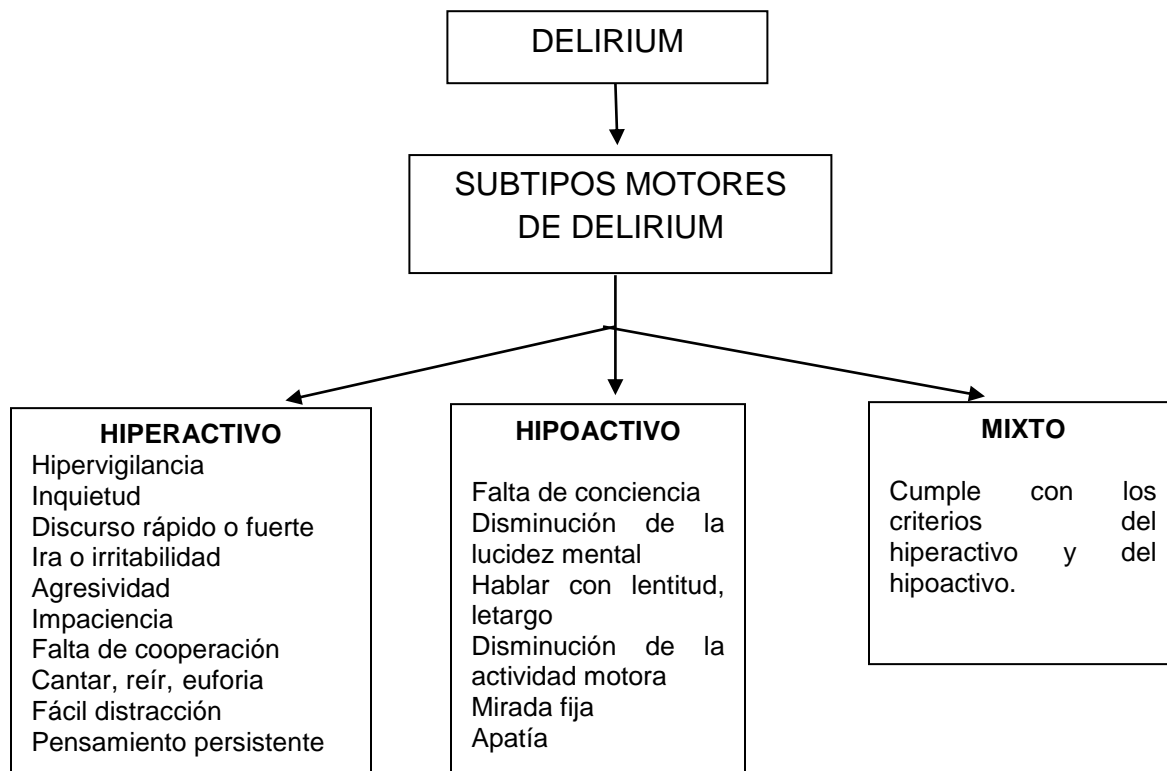 DELIRIUM
SUBTIPOS MOTORES
DE DELIRIUM
HIPERACTIVO
Hipervigilancia
Inquietud
Discurso rápido o fuerte
Ira o irritabilidad
Agresividad
Impaciencia
Falta de cooperación
Cantar, reír, euforia
Fácil distracción
Pensamiento persistente
HIPOACTIVO
Falta de conciencia
Disminución de la
lucidez mental
Hablar con lentitud,
letargo
Disminución de la
actividad motora
Mirada fija
Apatía
MIXTO
Cumple con los
criterios del
hiperactivo y del
hipoactivo.